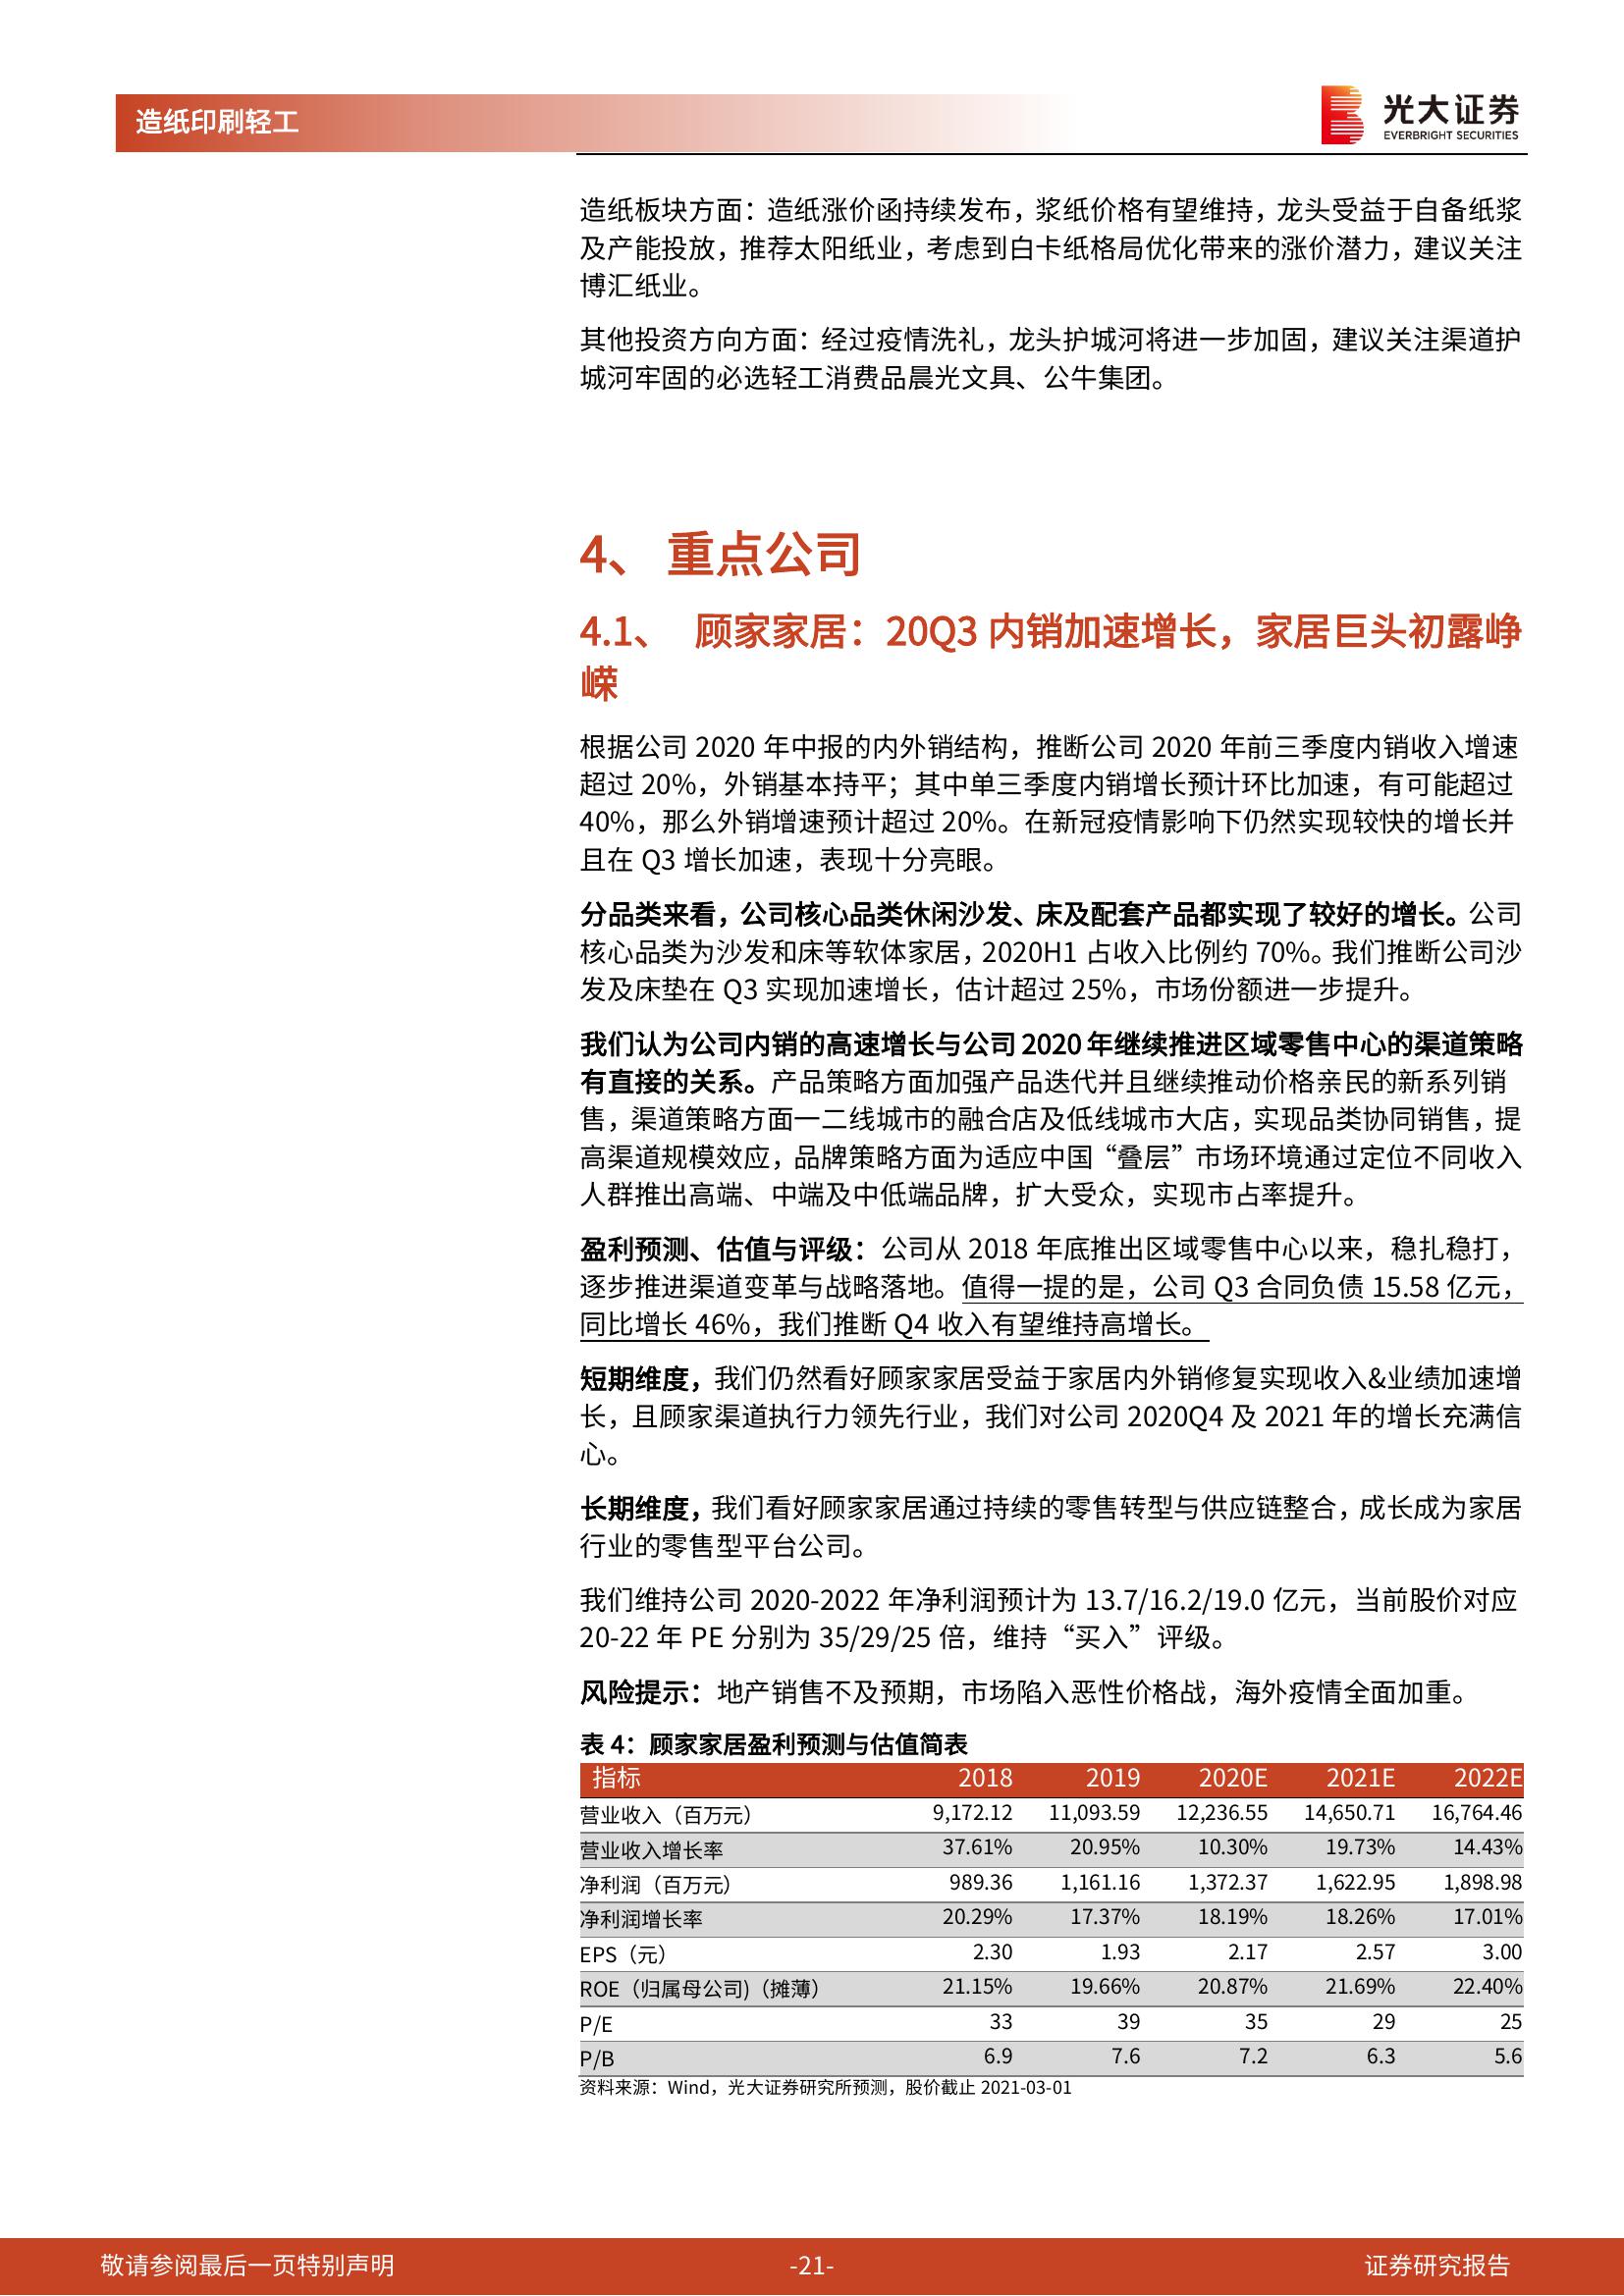 造纸印刷轻工
光大证券
EVERBRIGHT SECURITIES
造纸板块方面：造纸涨价函持续发布，浆纸价格有望维持，龙头受益于自备纸浆
及产能投放，推荐太阳纸业，考虑到白卡纸格局优化带来的涨价潜力，建议关注
博汇纸业。
其他投资方向方面：经过疫情洗礼，龙头护城河将进一步加固，建议关注渠道护
城河牢固的必选轻工消费品晨光文具、公牛集团。
4、 重点公司
4.1、 顾家家居：20Q3 内销加速增长，家居巨头初露峥
嵘
根据公司 2020 年中报的内外销结构，推断公司 2020 年前三季度内销收入增速
超过 20%，外销基本持平；其中单三季度内销增长预计环比加速，有可能超过
40%，那么外销增速预计超过 20%。在新冠疫情影响下仍然实现较快的增长并
且在 Q3 增长加速，表现十分亮眼。
分品类来看，公司核心品类休闲沙发、床及配套产品都实现了较好的增长。公司
核心品类为沙发和床等软体家居，2020H1 占收入比例约 70%。我们推断公司沙
发及床垫在 Q3 实现加速增长，估计超过 25%，市场份额进一步提升。
我们认为公司内销的高速增长与公司 2020 年继续推进区域零售中心的渠道策略
有直接的关系。产品策略方面加强产品迭代并且继续推动价格亲民的新系列销
售，渠道策略方面一二线城市的融合店及低线城市大店，实现品类协同销售，提
高渠道规模效应，品牌策略方面为适应中国“叠层”市场环境通过定位不同收入
人群推出高端、中端及中低端品牌，扩大受众，实现市占率提升。
盈利预测、估值与评级：公司从 2018 年底推出区域零售中心以来，稳扎稳打，
逐步推进渠道变革与战略落地。值得一提的是，公司 Q3 合同负债 15.58 亿元，
同比增长 46%，我们推断 Q4 收入有望维持高增长。
短期维度，我们仍然看好顾家家居受益于家居内外销修复实现收入&业绩加速增
长，且顾家渠道执行力领先行业，我们对公司 2020Q4 及 2021 年的增长充满信
心。
长期维度，我们看好顾家家居通过持续的零售转型与供应链整合，成长成为家居
行业的零售型平台公司。
我们维持公司 2020-2022 年净利润预计为 13.7/16.2/19.0 亿元，当前股价对应
20-22 年 PE 分别为 35/29/25 倍，维持“买入”评级。
风险提示：地产销售不及预期，市场陷入恶性价格战，海外疫情全面加重。
表 4：顾家家居盈利预测与估值简表
指标 2018 2019 2020E 2021E 2022E
营业收入（百万元） 9,172.12 11,093.59 12,236.55 14,650.71 16,764.46
营业收入增长率 37.61% 20.95% 10.30% 19.73% 14.43%
净利润（百万元） 989.36 1,161.16 1,372.37 1,622.95 1,898.98
净利润增长率 20.29% 17.37% 18.19% 18.26% 17.01%
EPS（元） 2.30 1.93 2.17 2.57 3.00
ROE（归属母公司)（摊薄） 21.15% 19.66% 20.87% 21.69% 22.40%
P/E 33 39 35 29 25
P/B 6.9 7.6 7.2 6.3 5.6
资料来源：Wind，光大证券研究所预测，股价截止 2021-03-01
敬请参阅最后一页特别声明 -21- 证券研究报告